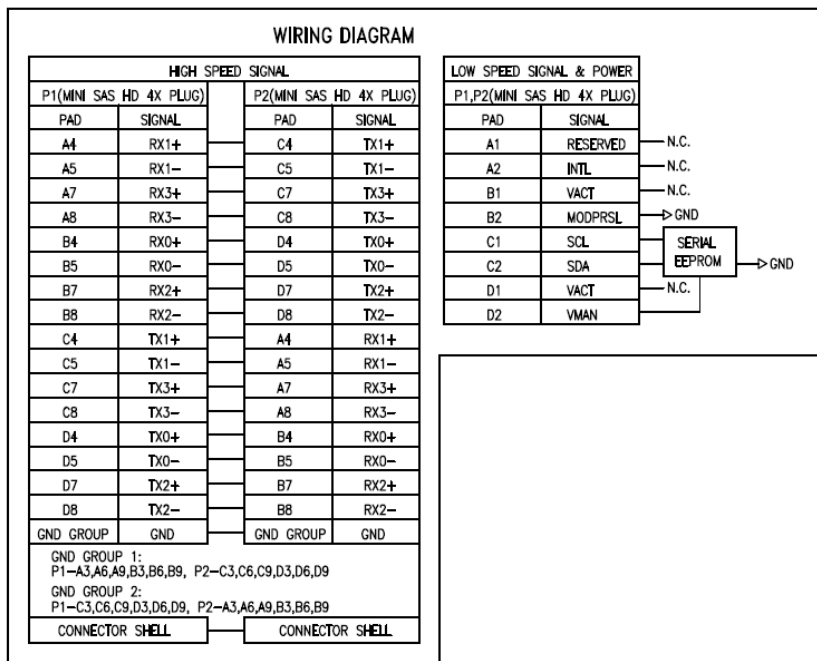 WIRING DIAGRAM
HIGH SPEED SIGNAL
P1(MINI SAS HD 4X PLUG) P2(MINI SAS HD 4X PLUG)
PAD SIGNAL PAD SIGNAL
A4 RX1+ C4 TX1+
A5 RX1- C5 TX1-
A7 RX3+ C7 TX3+
A8 RX3- C8 TX3-
B4 RX0+ D4 TX0+
B5 RX0- D5 TX0-
B7 RX2+ D7 TX2+
B8 RX2- D8 TX2-
C4 TX1+ A4 RX1+
C5 TX1- A5 RX1-
C7 TX3+ A7 RX3+
C8 TX3- A8 RX3-
D4 TX0+ B4 RX0+
D5 TX0- B5 RX0-
D7 TX2+ B7 RX2+
D8 TX2- B8 RX2-
GND GROUP GND GND GROUP GND
GND GROUP 1:
P1-A3,A6,A9,B3,B6,B9, P2-C3,C6,C9,D3,D6,D9
GND GROUP 2:
P1-C3,C6,C9,D3,D6,D9, P2-A3,A6,A9,B3,B6,B9
CONNECTOR SHELL CONNECTOR SHELL
LOW SPEED SIGNAL & POWER
P1,P2(MINI SAS HD 4X PLUG)
PAD SIGNAL
A1 RESERVED N.C.
A2 INTL N.C.
B1 VACT N.C.
B2 MODPRSL GND
C1 SCL SERIAL
C2 SDA EEPROM GND
D1 VACT N.C.
D2 VMAN